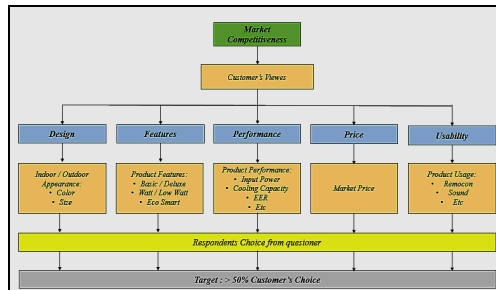 Market
Competitiveness
Customer's Viewes
Design
Features
Performance
Price
Usability
Indoor / Outdoor
Appearance:
• Color
• Size
Product Features:
• Basic / Deluxe
• Watt / Low Watt
• Eco Smart
Product Performance:
• Input Power
• Cooling Capacity
• EER
• Etc
Market Price
Product Usage:
• Remocon
• Sound
• Etc
Respondents Choice from quesioner
Target : > 50% Customer's Choice